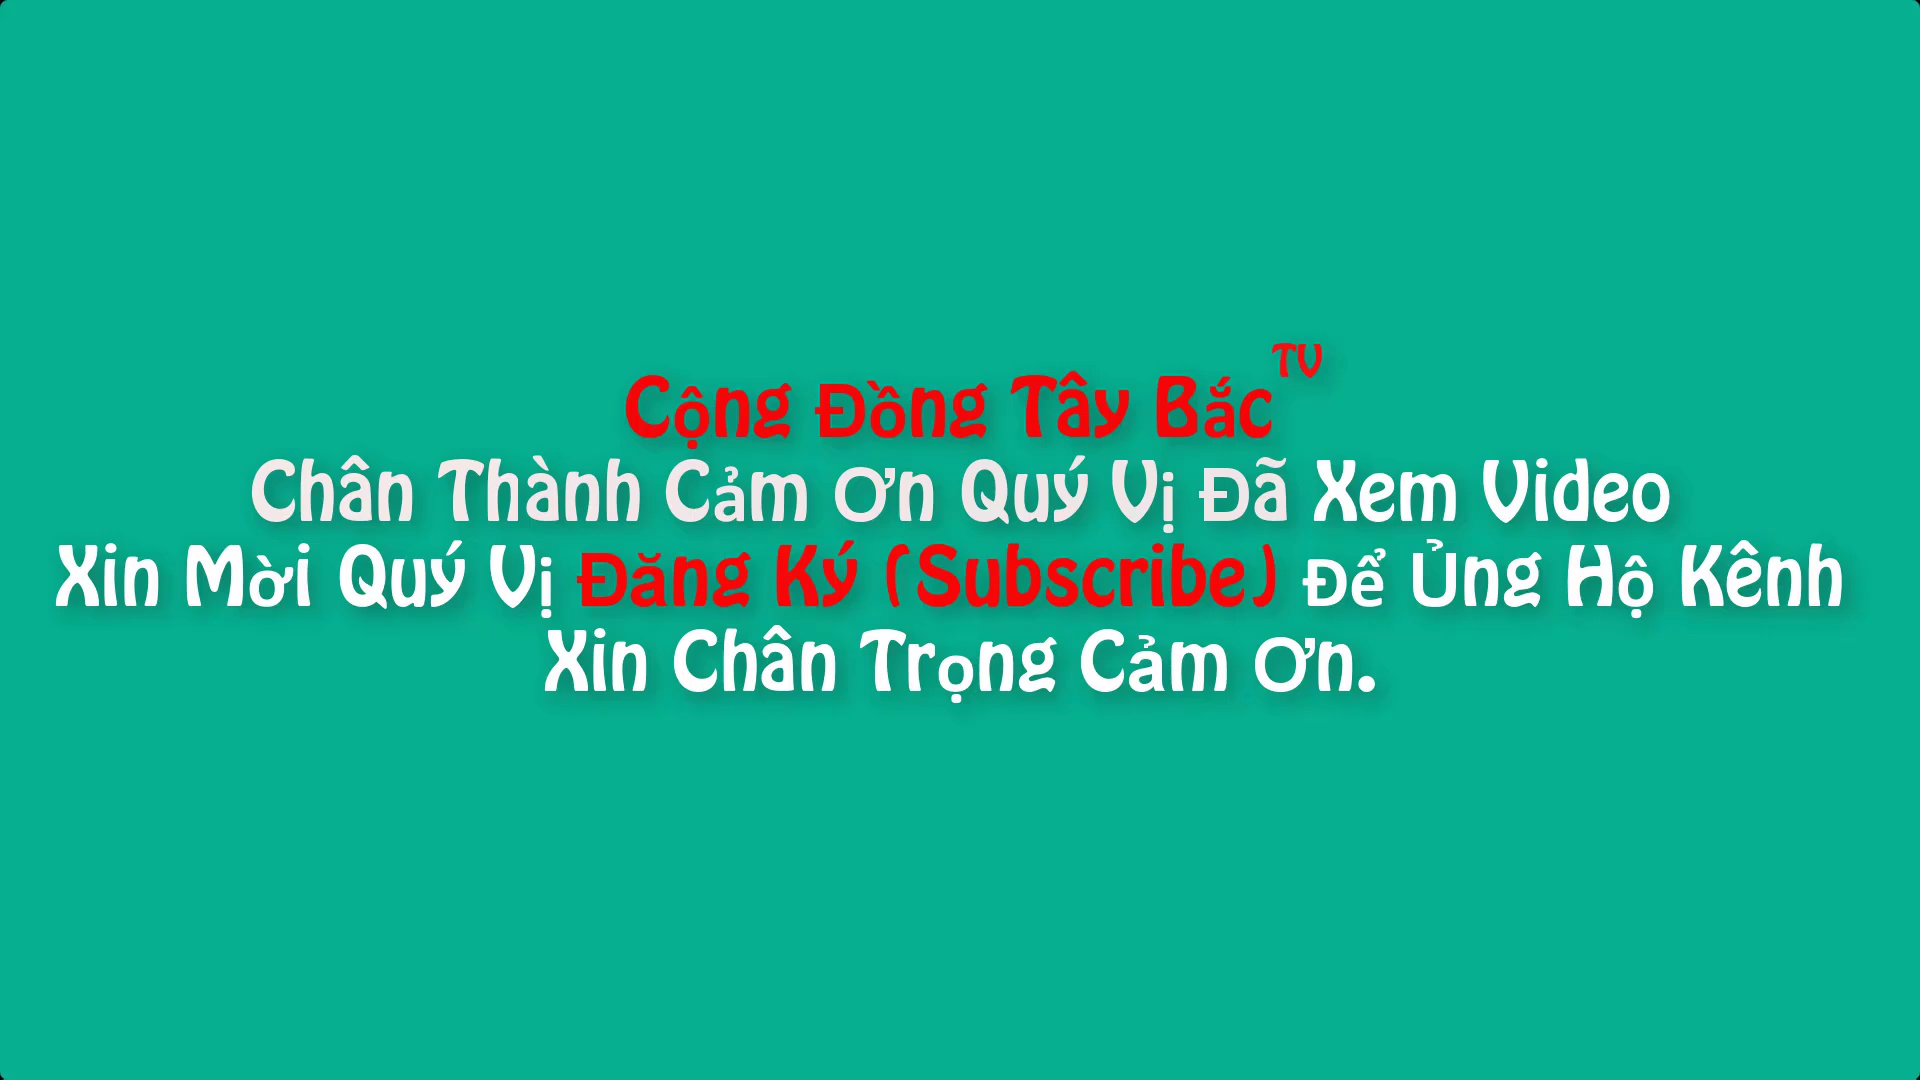 Cộng Đồng Tây Bắc TV
Chân Thành Cảm Ơn Quý Vị Đã Xem Video
Xin Mời Quý Vị Đăng Ký (Subscribe) Để Ủng Hộ Kênh
Xin Chân Trọng Cảm Ơn.